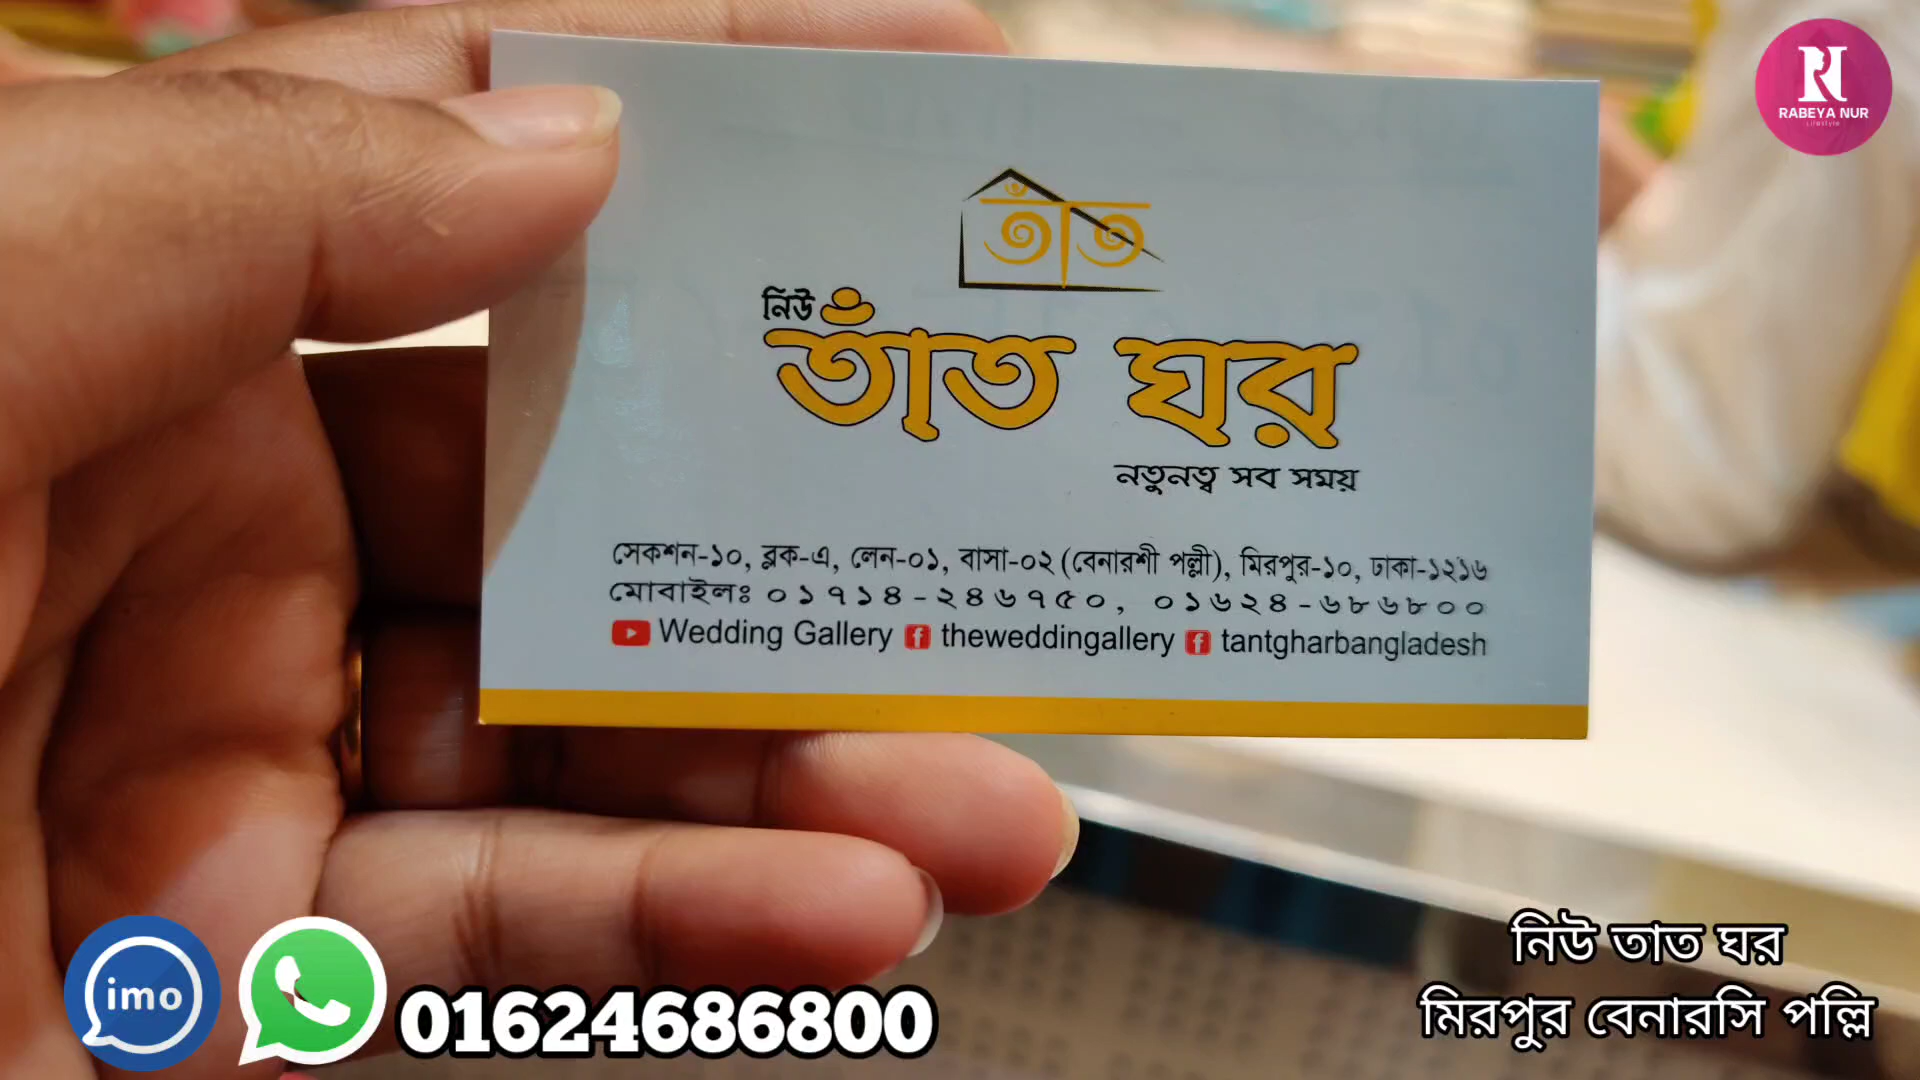 RABEYA NUR
Lifestyle
তাঁত
নিউ
তাঁত ঘর
নতুনত্ব সব সময়
সেকশন-১০, ব্লক-এ, লেন-০১, বাসা-০২ (বেনারশী পল্লী), মিরপুর-১০, ঢাকা-১২১৬
মোবাইলঃ ০১৭১৪-২৪৬৭৫০, ০১৬২৪-৬৮৬৮০০
Wedding Gallery theweddingallery tantgharbangladesh
imo
01624686800
নিউ তাত ঘর
মিরপুর বেনারসি পল্লি